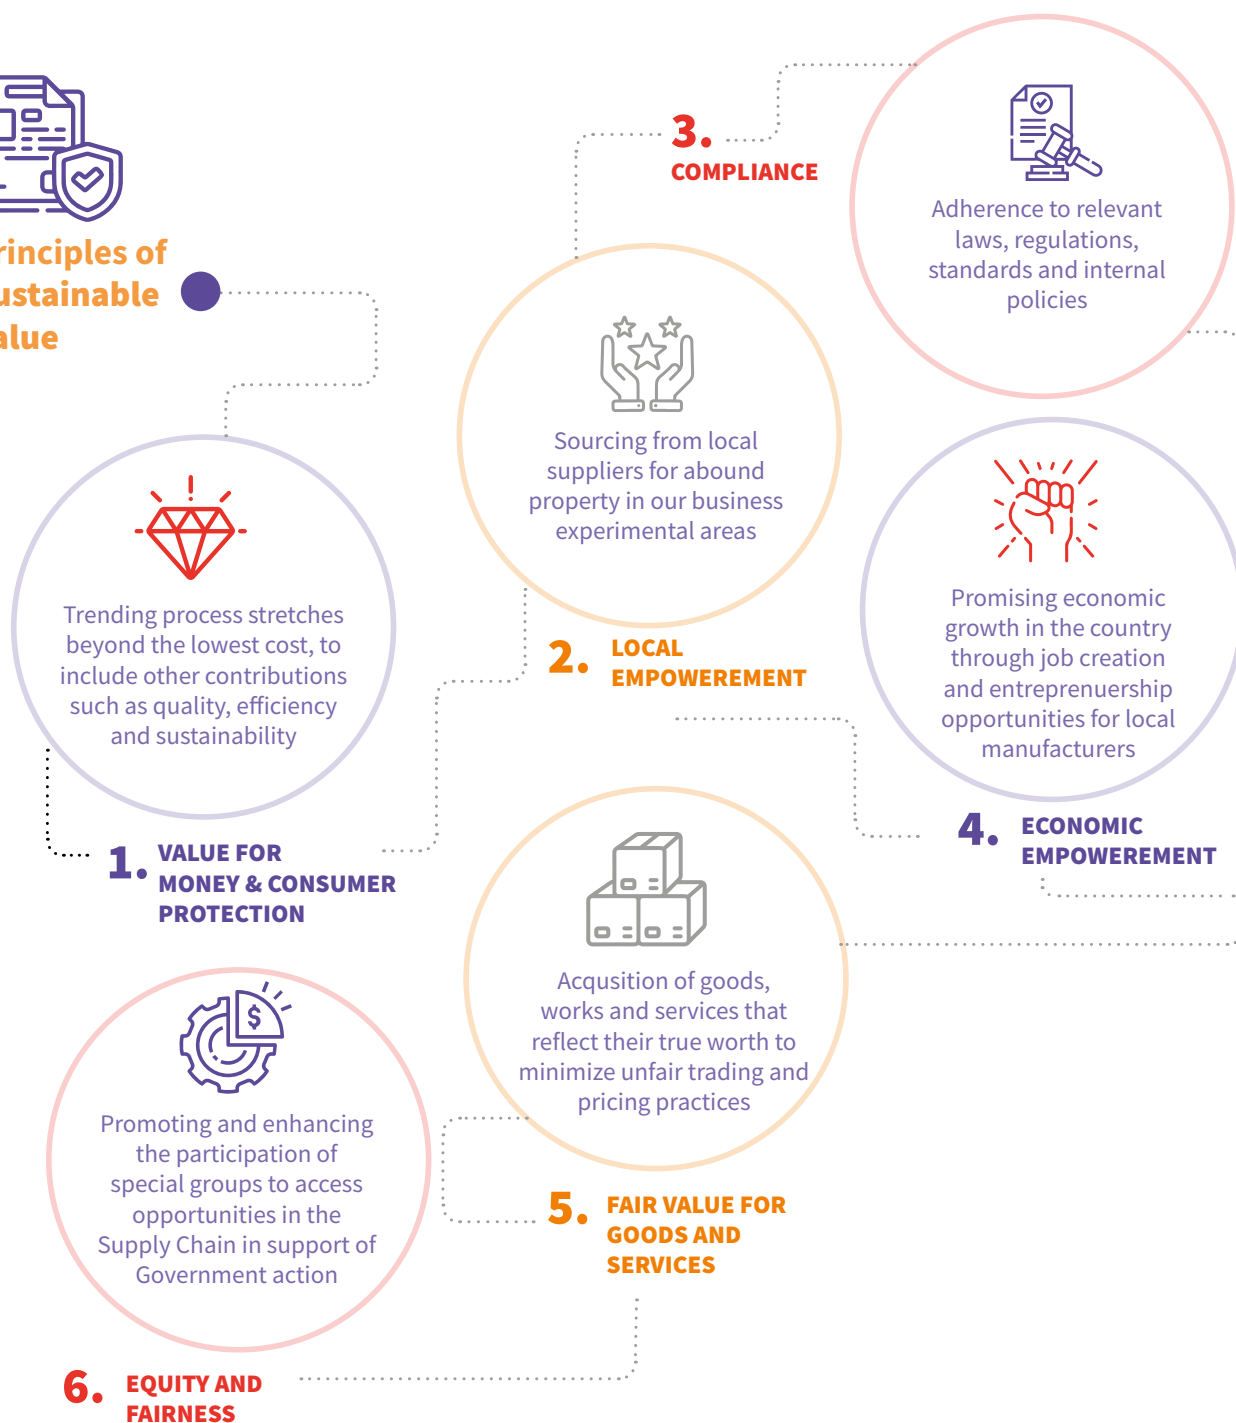 rinciples of
ustainable
alue
Trending process stretches
beyond the lowest cost, to
include other contributions
such as quality, efficiency
and sustainability
1.
VALUE FOR
MONEY & CONSUMER
PROTECTION
Sourcing from local
suppliers for abound
property in our business
experimental areas
2.
LOCAL
EMPOWEREMENT
3.
COMPLIANCE
Adherence to relevant
laws, regulations,
standards and internal
policies
Promising economic
growth in the country
through job creation
and entreprenuership
opportunities for local
manufacturers
4.
ECONOMIC
EMPOWEREMENT
Acqusition of goods,
works and services that
reflect their true worth to
minimize unfair trading and
pricing practices
5.
FAIR VALUE FOR
GOODS AND
SERVICES
$
Promoting and enhancing
the participation of
special groups to access
opportunities in the
Supply Chain in support of
Government action
6.
EQUITY AND
FAIRNESS